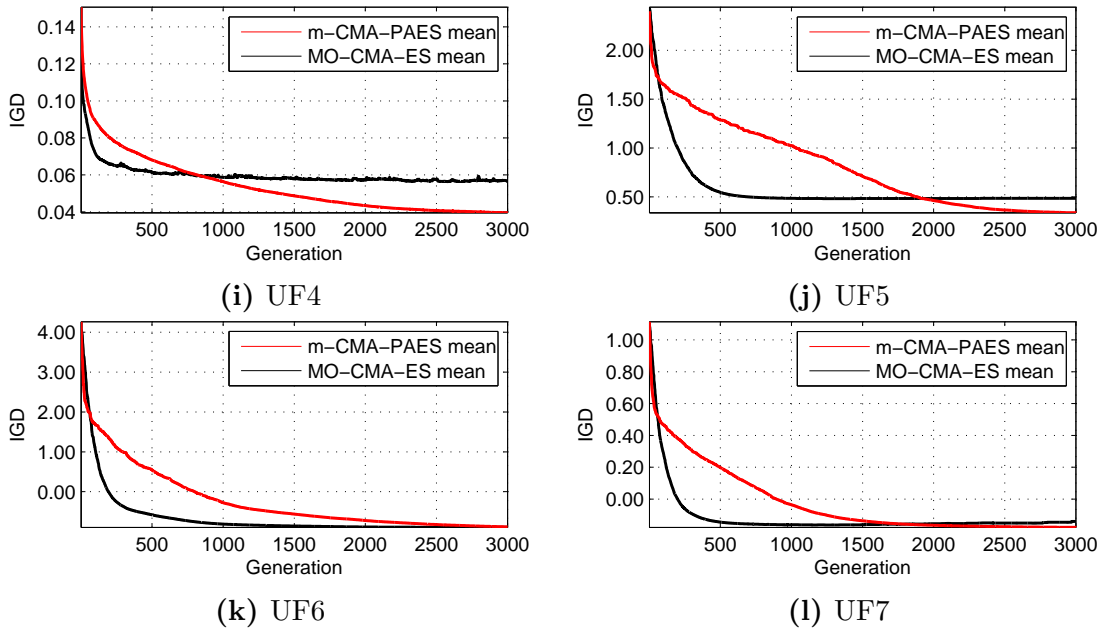 0.14
0.12
0.10
0.08
0.06
0.04
IGD
m−CMA−PAES mean
MO−CMA−ES mean
500 1000 1500 2000 2500 3000
Generation
(i) UF4
2.00
1.50
1.00
0.50
IGD
m−CMA−PAES mean
MO−CMA−ES mean
500 1000 1500 2000 2500 3000
Generation
(j) UF5
4.00
3.00
2.00
1.00
0.00
IGD
m−CMA−PAES mean
MO−CMA−ES mean
500 1000 1500 2000 2500 3000
Generation
(k) UF6
1.00
0.80
0.60
0.40
0.20
0.00
IGD
m−CMA−PAES mean
MO−CMA−ES mean
500 1000 1500 2000 2500 3000
Generation
(l) UF7